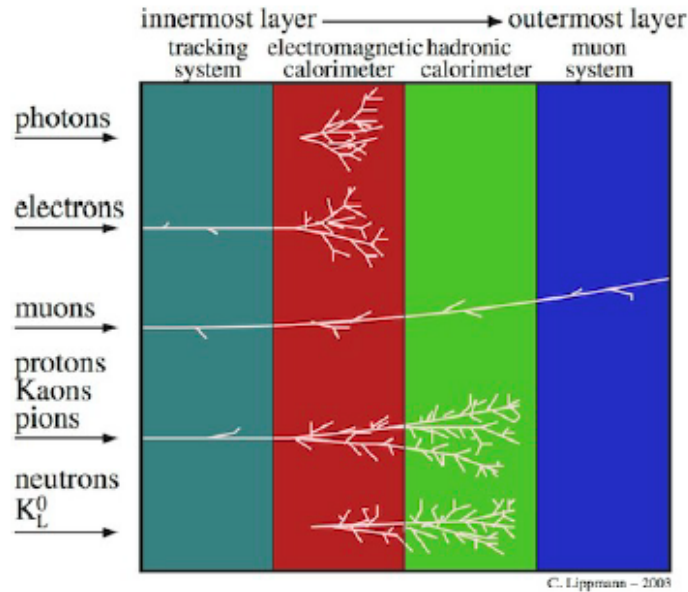 innermost layer outermost layer
tracking system
electromagnetic calorimeter
hadronic calorimeter
muon system
photons
electrons
muons
protons
Kaons
pions
neutrons
K⁰_L
C. Lippmann – 2003